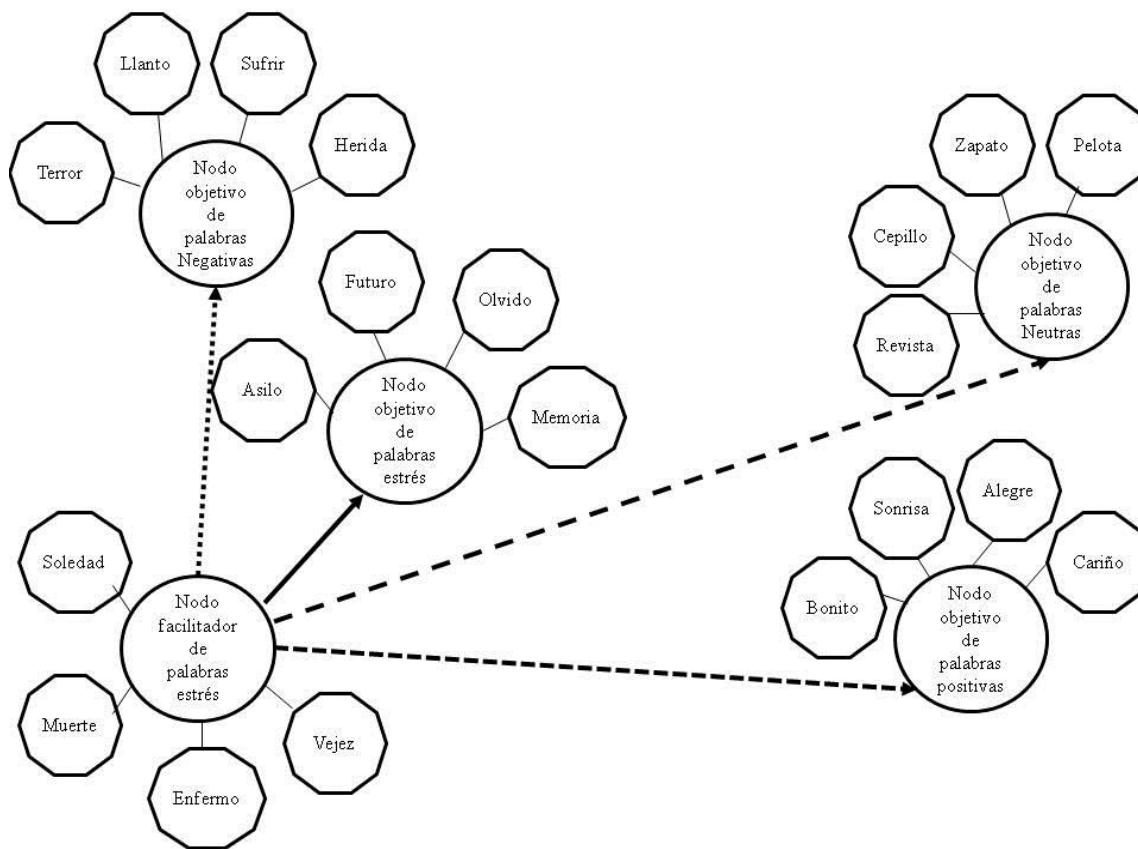 Llanto
Sufrir
Terror
Herida
Nodo
objetivo
de
palabras
Negativas
Zapato
Pelota
Cepillo
Revista
Nodo
objetivo
de
palabras
Neutras
Futuro
Olvido
Asilo
Memoria
Nodo
objetivo
de
palabras
estrés
Sonrisa
Alegre
Bonito
Cariño
Nodo
objetivo
de
palabras
positivas
Soledad
Nodo
facilitador
de
palabras
estrés
Muerte
Enfermo
Vejez